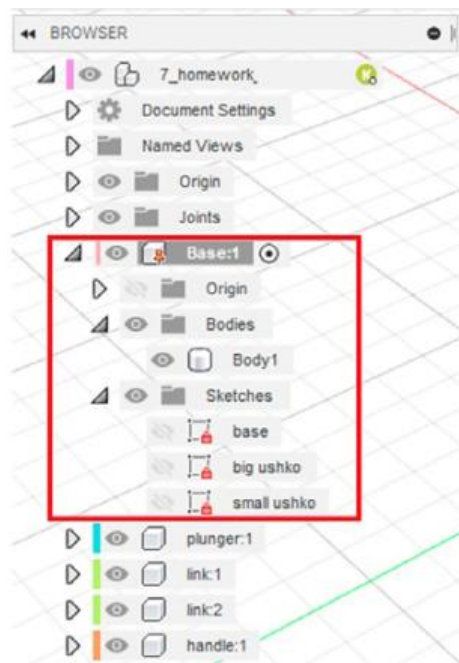 BROWSER
7_homework_
Document Settings
Named Views
Origin
Joints
Base:1
Origin
Bodies
Body1
Sketches
base
big ushko
small ushko
plunger:1
link:1
link:2
handle:1